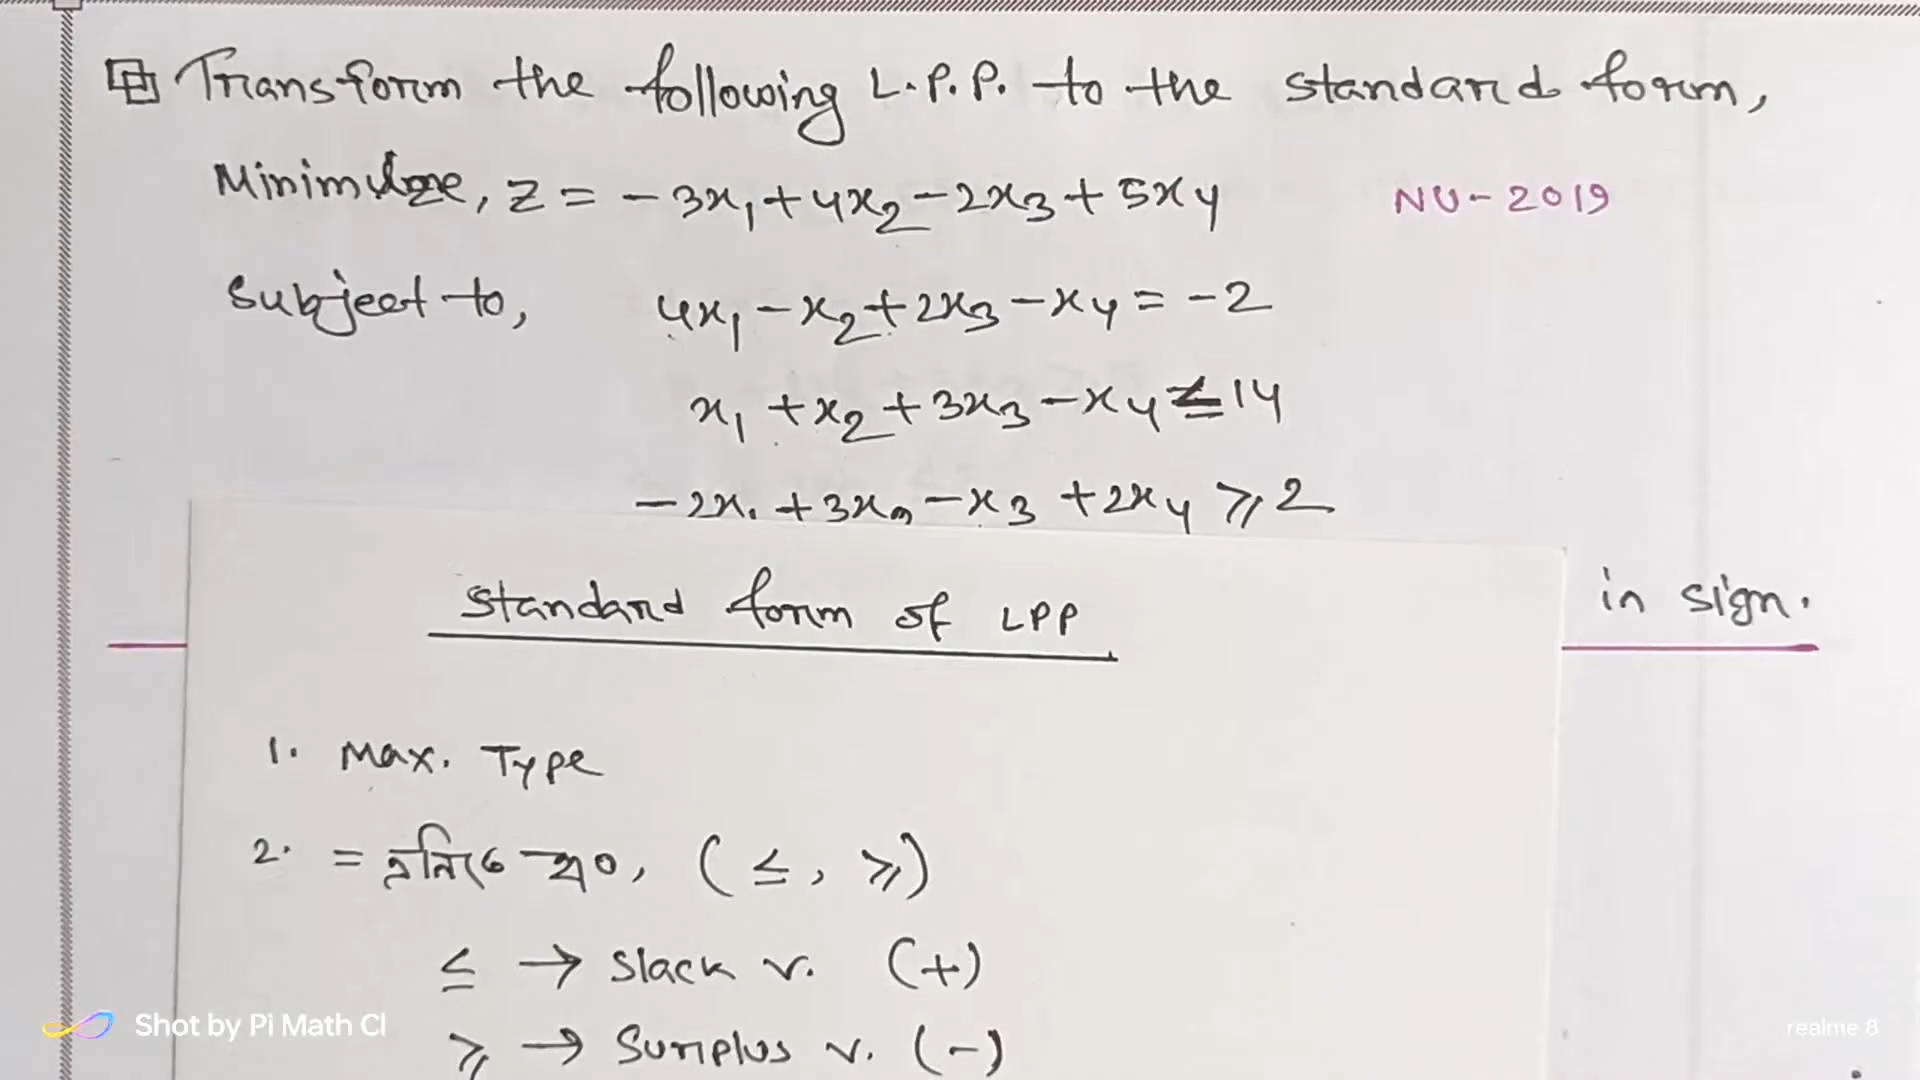 Transform the following L.P.P. to the standard form,
Minimize, Z = -3x₁ + 4x₂ - 2x₃ + 5x₄
NU-2019
Subject to, 4x₁ - x₂ + 2x₃ - x₄ = -2
x₁ + x₂ + 3x₃ - x₄ ≤ 14
-2x₁ + 3x₂ - x₃ + 2x₄ ≥ 2
in sign.
Standard form of LPP
1. Max. Type
2. = চিহ্ন হবে, (≤, ≥)
≤ → Slack v. (+)
≥ → Surplus v. (-)
Shot by Pi Math Cl
realme 8